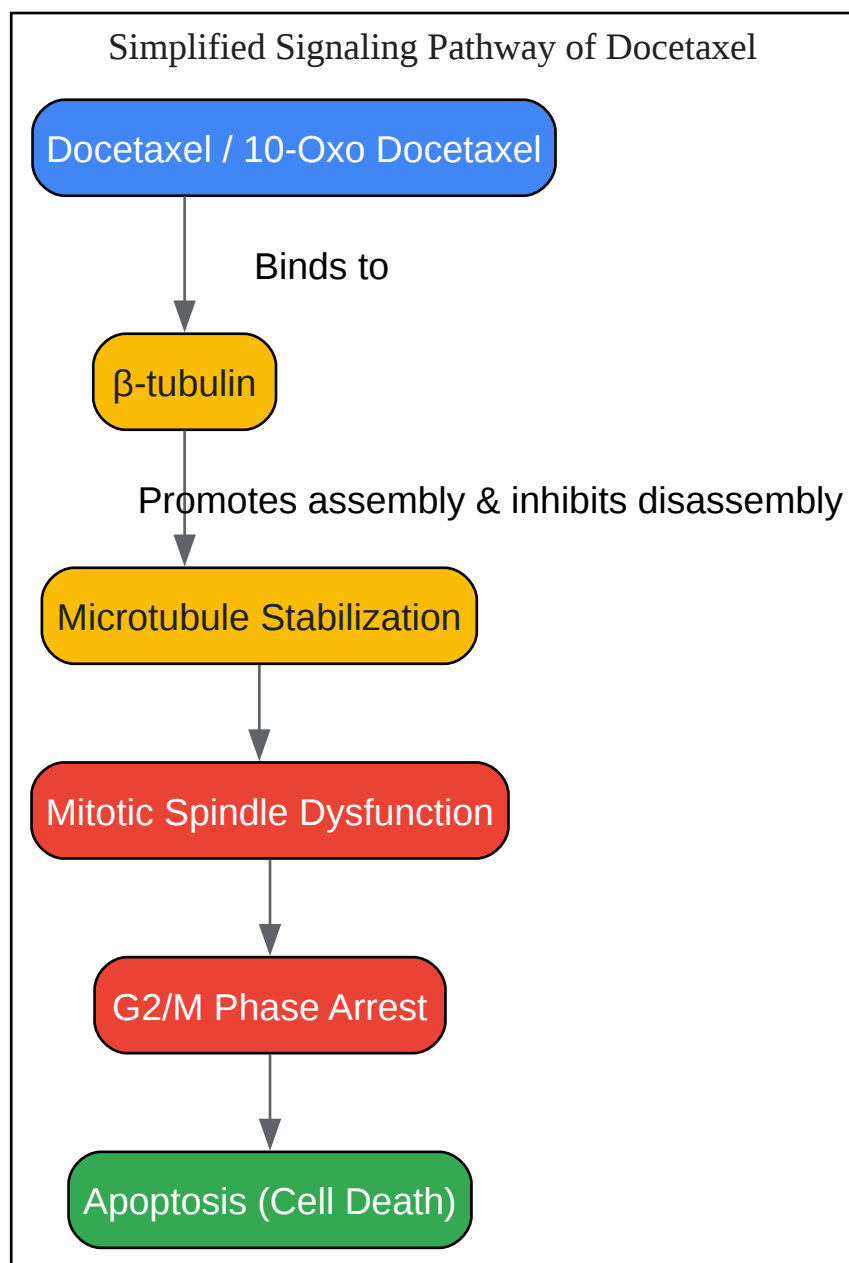 Simplified Signaling Pathway of Docetaxel
Docetaxel / 10-Oxo Docetaxel
Binds to
β-tubulin
Promotes assembly & inhibits disassembly
Microtubule Stabilization
Mitotic Spindle Dysfunction
G2/M Phase Arrest
Apoptosis (Cell Death)